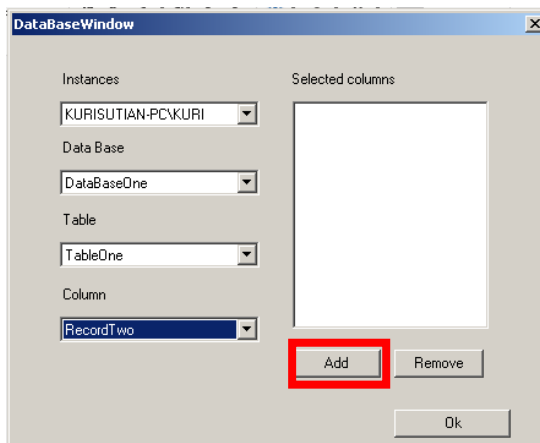 DataBaseWindow
Instances
KURISUTIAN-PC\KURI
Data Base
DataBaseOne
Table
TableOne
Column
RecordTwo
Selected columns
Add
Remove
Ok